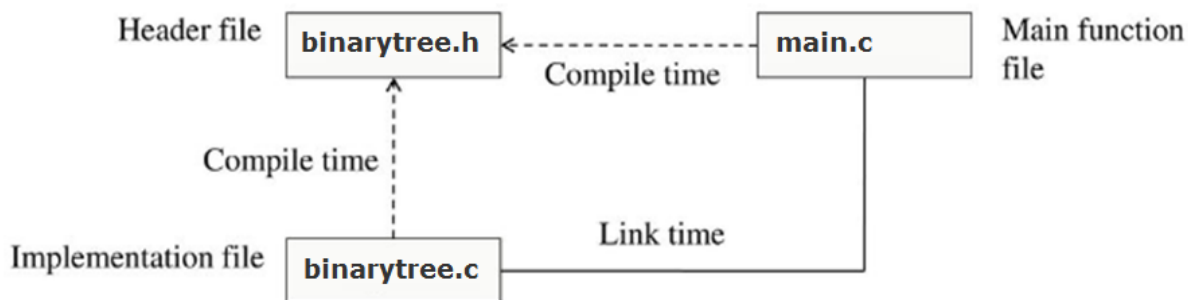 Header file
binarytree.h
main.c
Main function
file
Compile time
Compile time
Link time
Implementation file
binarytree.c